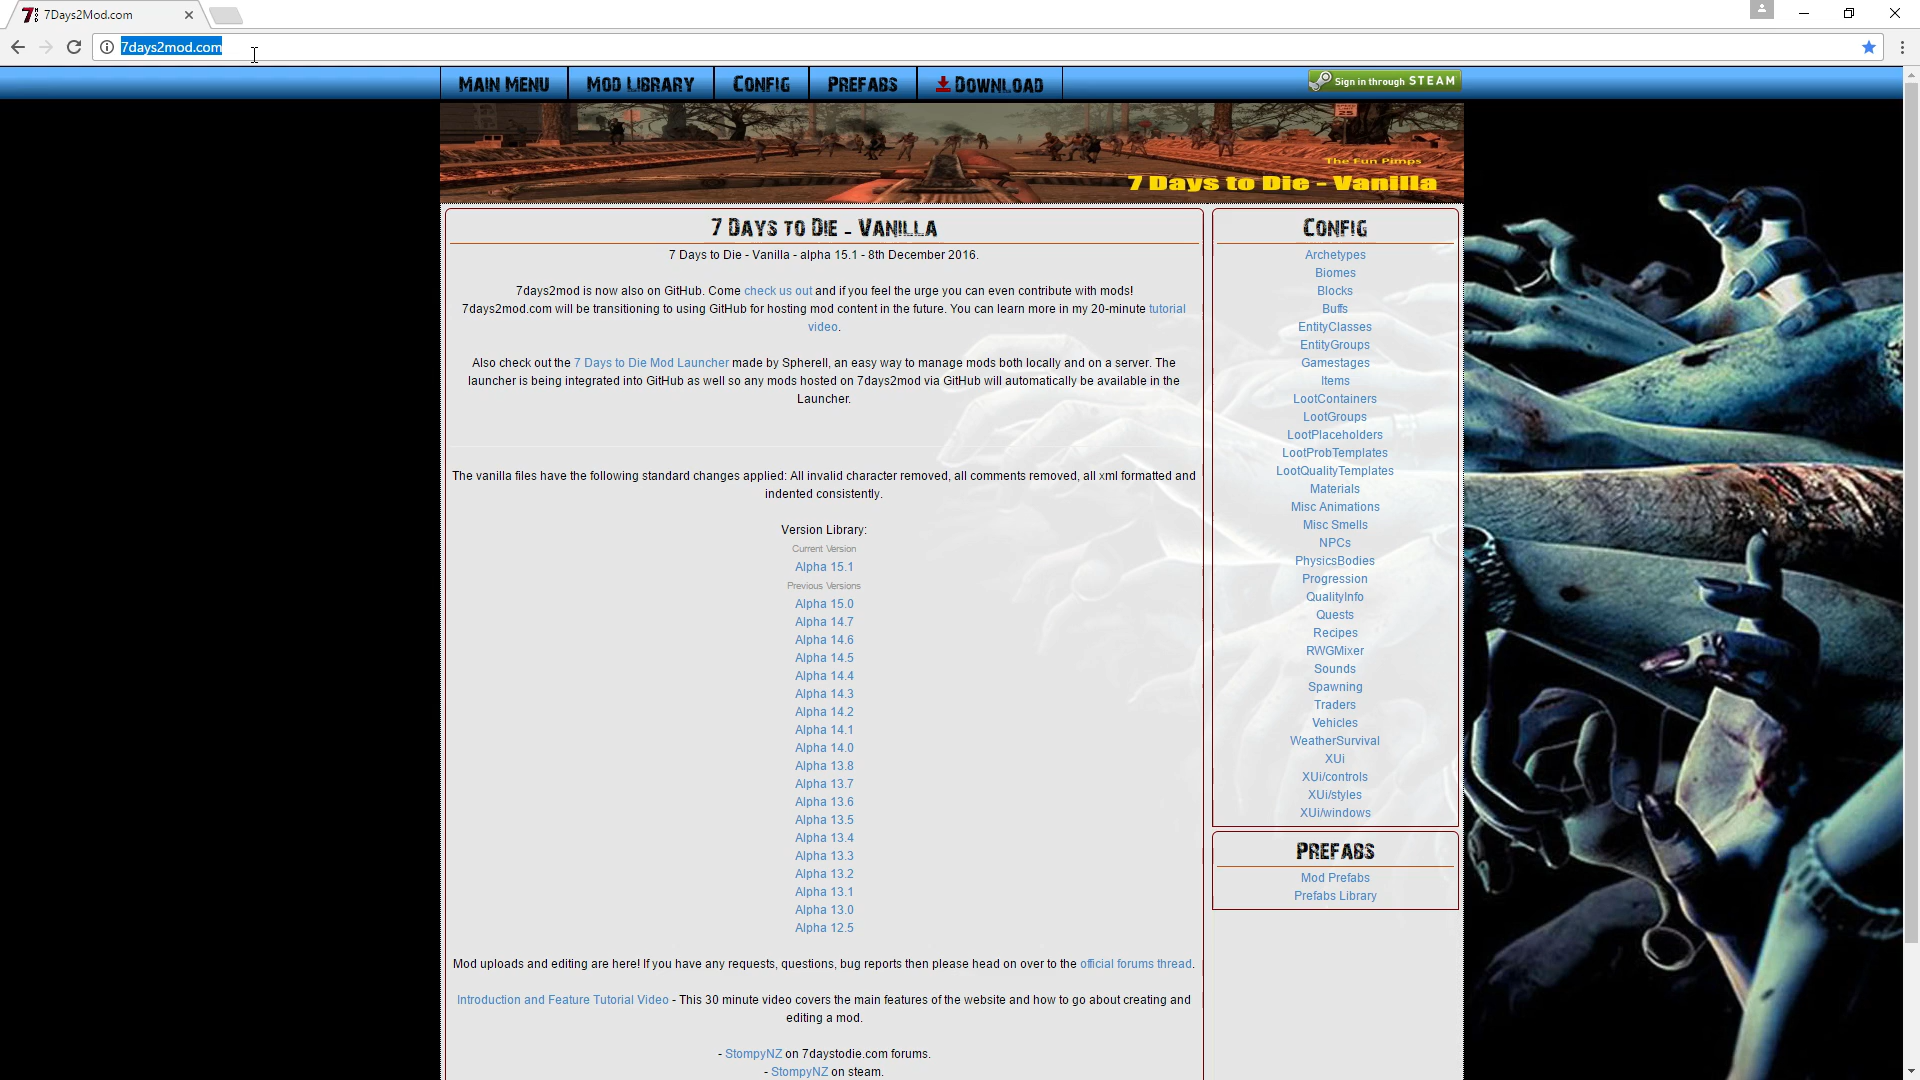 7Days2Mod.com
7days2mod.com
Main Menu
Mod Library
Config
Prefabs
Download
Sign in through STEAM
The Fun Pimps
7 Days to Die - Vanilla
7 Days to Die - Vanilla
7 Days to Die - Vanilla - alpha 15.1 - 8th December 2016.
7days2mod is now also on GitHub. Come check us out and if you feel the urge you can even contribute with mods!
7days2mod.com will be transitioning to using GitHub for hosting mod content in the future. You can learn more in my 20-minute tutorial
video.
Also check out the 7 Days to Die Mod Launcher made by Spherell, an easy way to manage mods both locally and on a server. The
launcher is being integrated into GitHub as well so any mods hosted on 7days2mod via GitHub will automatically be available in the
Launcher.
The vanilla files have the following standard changes applied: All invalid character removed, all comments removed, all xml formatted and
indented consistently.
Version Library:
Current Version
Alpha 15.1
Previous Versions
Alpha 15.0
Alpha 14.7
Alpha 14.6
Alpha 14.5
Alpha 14.4
Alpha 14.3
Alpha 14.2
Alpha 14.1
Alpha 14.0
Alpha 13.8
Alpha 13.7
Alpha 13.6
Alpha 13.5
Alpha 13.4
Alpha 13.3
Alpha 13.2
Alpha 13.1
Alpha 13.0
Alpha 12.5
Mod uploads and editing are here! If you have any requests, questions, bug reports then please head on over to the official forums thread.
Introduction and Feature Tutorial Video - This 30 minute video covers the main features of the website and how to go about creating and
editing a mod.
- StompyNZ on 7daystodie.com forums.
- StompyNZ on steam.
Config
Archetypes
Biomes
Blocks
Buffs
EntityClasses
EntityGroups
Gamestages
Items
LootContainers
LootGroups
LootPlaceholders
LootProbTemplates
LootQualityTemplates
Materials
Misc Animations
Misc Smells
NPCs
PhysicsBodies
Progression
QualityInfo
Quests
Recipes
RWGMixer
Sounds
Spawning
Traders
Vehicles
WeatherSurvival
XUi
XUi/controls
XUi/styles
XUi/windows
Prefabs
Mod Prefabs
Prefabs Library